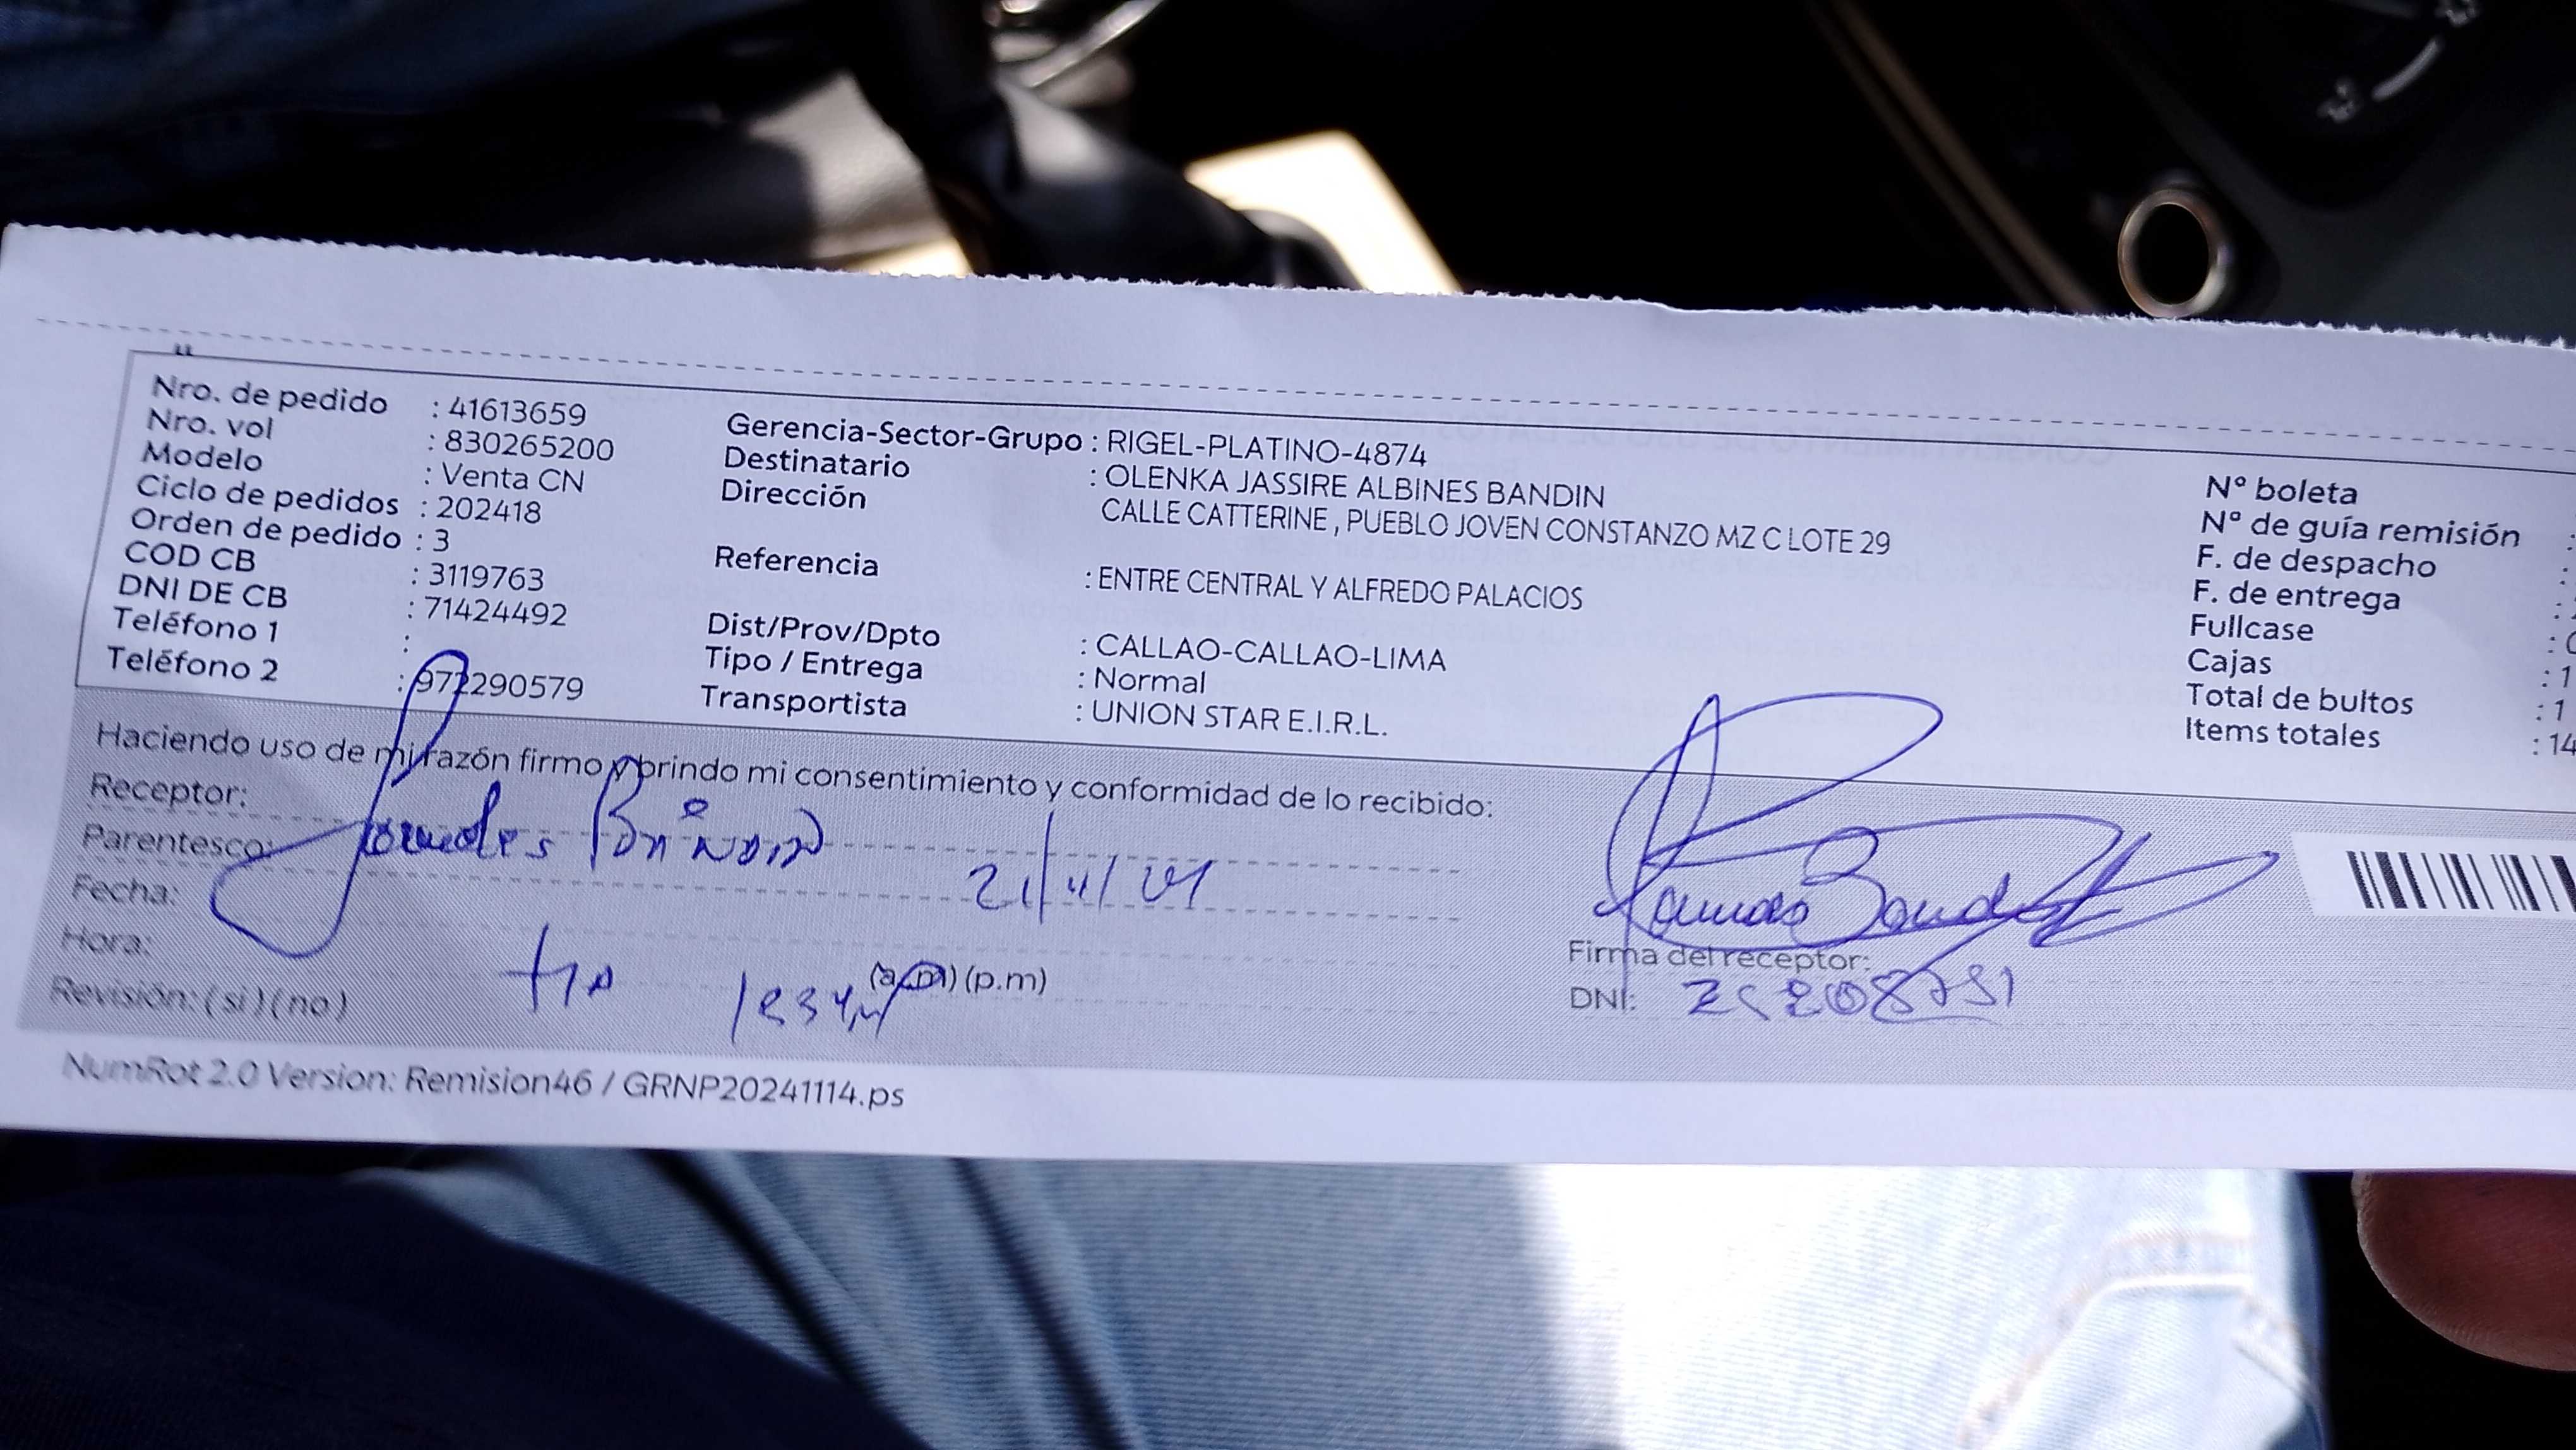 Nro. de pedido : 41613659
Nro. vol : 830265200
Modelo : Venta CN
Ciclo de pedidos : 202418
Orden de pedido : 3
COD CB : 3119763
DNI DE CB : 71424492
Teléfono 1 :
Teléfono 2 : 972290579
Gerencia-Sector-Grupo : RIGEL-PLATINO-4874
Destinatario : OLENKA JASSIRE ALBINES BANDIN
Dirección CALLE CATTERINE , PUEBLO JOVEN CONSTANZO MZ C LOTE 29
Referencia : ENTRE CENTRAL Y ALFREDO PALACIOS
Dist/Prov/Dpto : CALLAO-CALLAO-LIMA
Tipo / Entrega : Normal
Transportista : UNION STAR E.I.R.L.
N° boleta
N° de guía remisión :
F. de despacho :
F. de entrega :
Fullcase :
Cajas : 1
Total de bultos : 1
Items totales : 14
Haciendo uso de mi razón firmo y brindo mi consentimiento y conformidad de lo recibido:
Receptor:
Parentesco:
Fecha: 21/11/
Hora: (a.m) (p.m)
Revisión: (si) (no)
Firma del receptor:
DNI:
NumRot 2.0 Version: Remision46 / GRNP20241114.ps